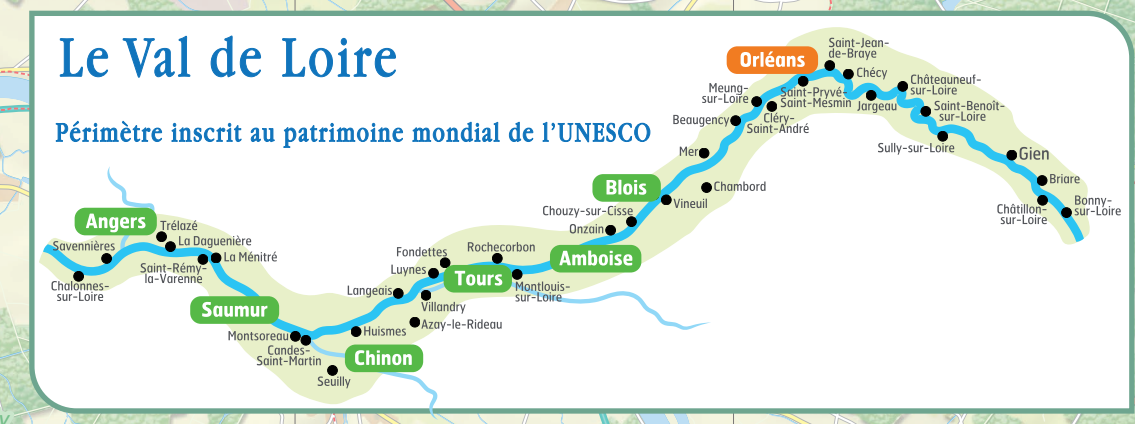 Le Val de Loire
Périmètre inscrit au patrimoine mondial de l'UNESCO
Orléans
Saint-Jean-
de-Braye
Chécy
Châteauneuf-
sur-Loire
Meung-
sur-Loire
Saint-Pryvé-
Saint-Mesmin
Jargeau
Saint-Benoît-
sur-Loire
Beaugency
Cléry-
Saint-André
Sully-sur-Loire
Mer
Gien
Briare
Blois
Chambord
Vineuil
Châtillon-
sur-Loire
Bonny-
sur-Loire
Chouzy-sur-Cisse
Onzain
Angers
Trélazé
La Daguenière
Savennières
La Ménitré
Saint-Rémy-
la-Varenne
Chalonnes-
sur-Loire
Fondettes
Rochecorbon
Amboise
Luynes
Tours
Montlouis-
sur-Loire
Langeais
Villandry
Saumur
Azay-le-Rideau
Huismes
Montsoreau
Candes-
Saint-Martin
Chinon
Seuilly